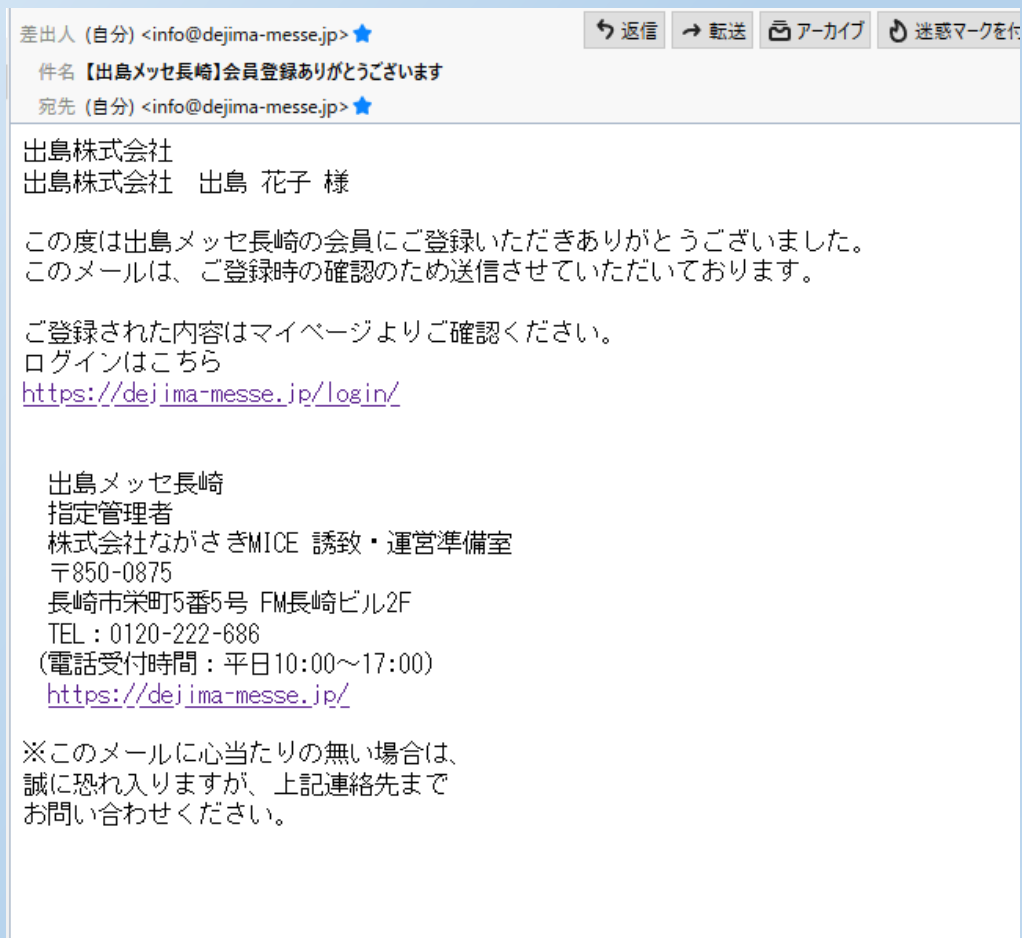 差出人 (自分) <info@dejima-messe.jp>
返信 転送 アーカイブ 迷惑マークを付
件名 【出島メッセ長崎】会員登録ありがとうございます
宛先 (自分) <info@dejima-messe.jp>
出島株式会社
出島株式会社　出島 花子 様
この度は出島メッセ長崎の会員にご登録いただきありがとうございました。
このメールは、ご登録時の確認のため送信させていただいております。
ご登録された内容はマイページよりご確認ください。
ログインはこちら
https://dejima-messe.jp/login/
出島メッセ長崎
指定管理者
株式会社ながさきMICE 誘致・運営準備室
〒850-0875
長崎市栄町5番5号 FM長崎ビル2F
TEL：0120-222-686
(電話受付時間：平日10:00～17:00)
https://dejima-messe.jp/
※このメールに心当たりの無い場合は、
誠に恐れ入りますが、上記連絡先まで
お問い合わせください。